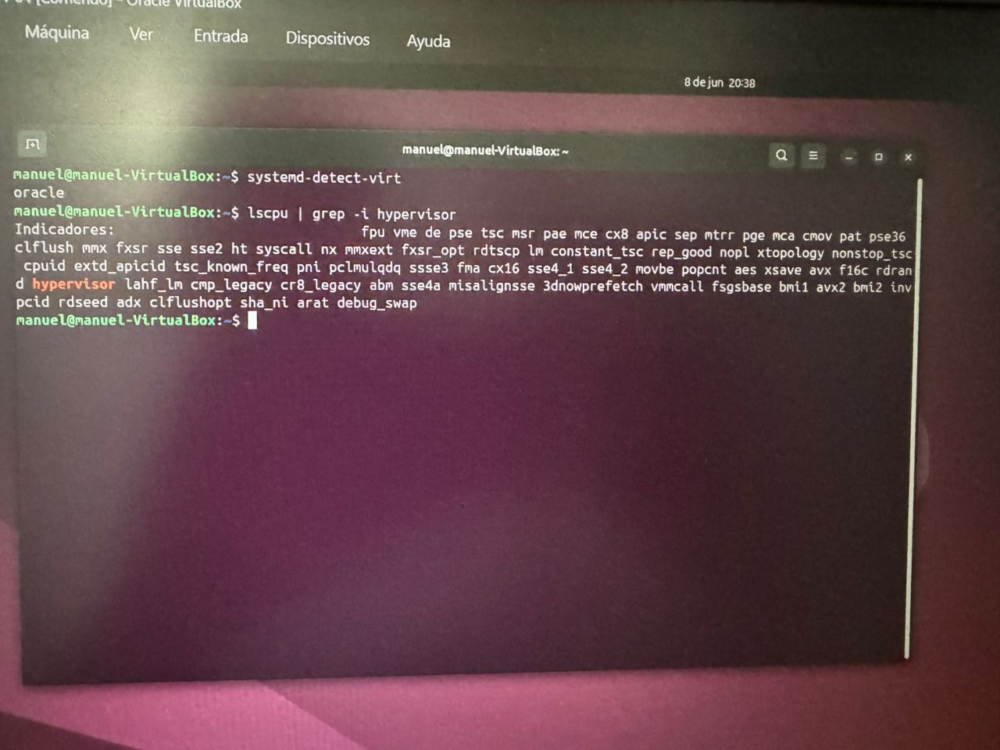 [Corriendo] - Oracle VirtualBox
Máquina Ver Entrada Dispositivos Ayuda
8 de jun 20:38
manuel@manuel-VirtualBox: ~
manuel@manuel-VirtualBox:~$ systemd-detect-virt
oracle
manuel@manuel-VirtualBox:~$ lscpu | grep -i hypervisor
Indicadores: fpu vme de pse tsc msr pae mce cx8 apic sep mtrr pge mca cmov pat pse36
clflush mmx fxsr sse sse2 ht syscall nx mmxext fxsr_opt rdtscp lm constant_tsc rep_good nopl xtopology nonstop_tsc
cpuid extd_apicid tsc_known_freq pni pclmulqdq ssse3 fma cx16 sse4_1 sse4_2 movbe popcnt aes xsave avx f16c rdran
d hypervisor lahf_lm cmp_legacy cr8_legacy abm sse4a misalignsse 3dnowprefetch vmmcall fsgsbase bmi1 avx2 bmi2 inv
pcid rdseed adx clflushopt sha_ni arat debug_swap
manuel@manuel-VirtualBox:~$